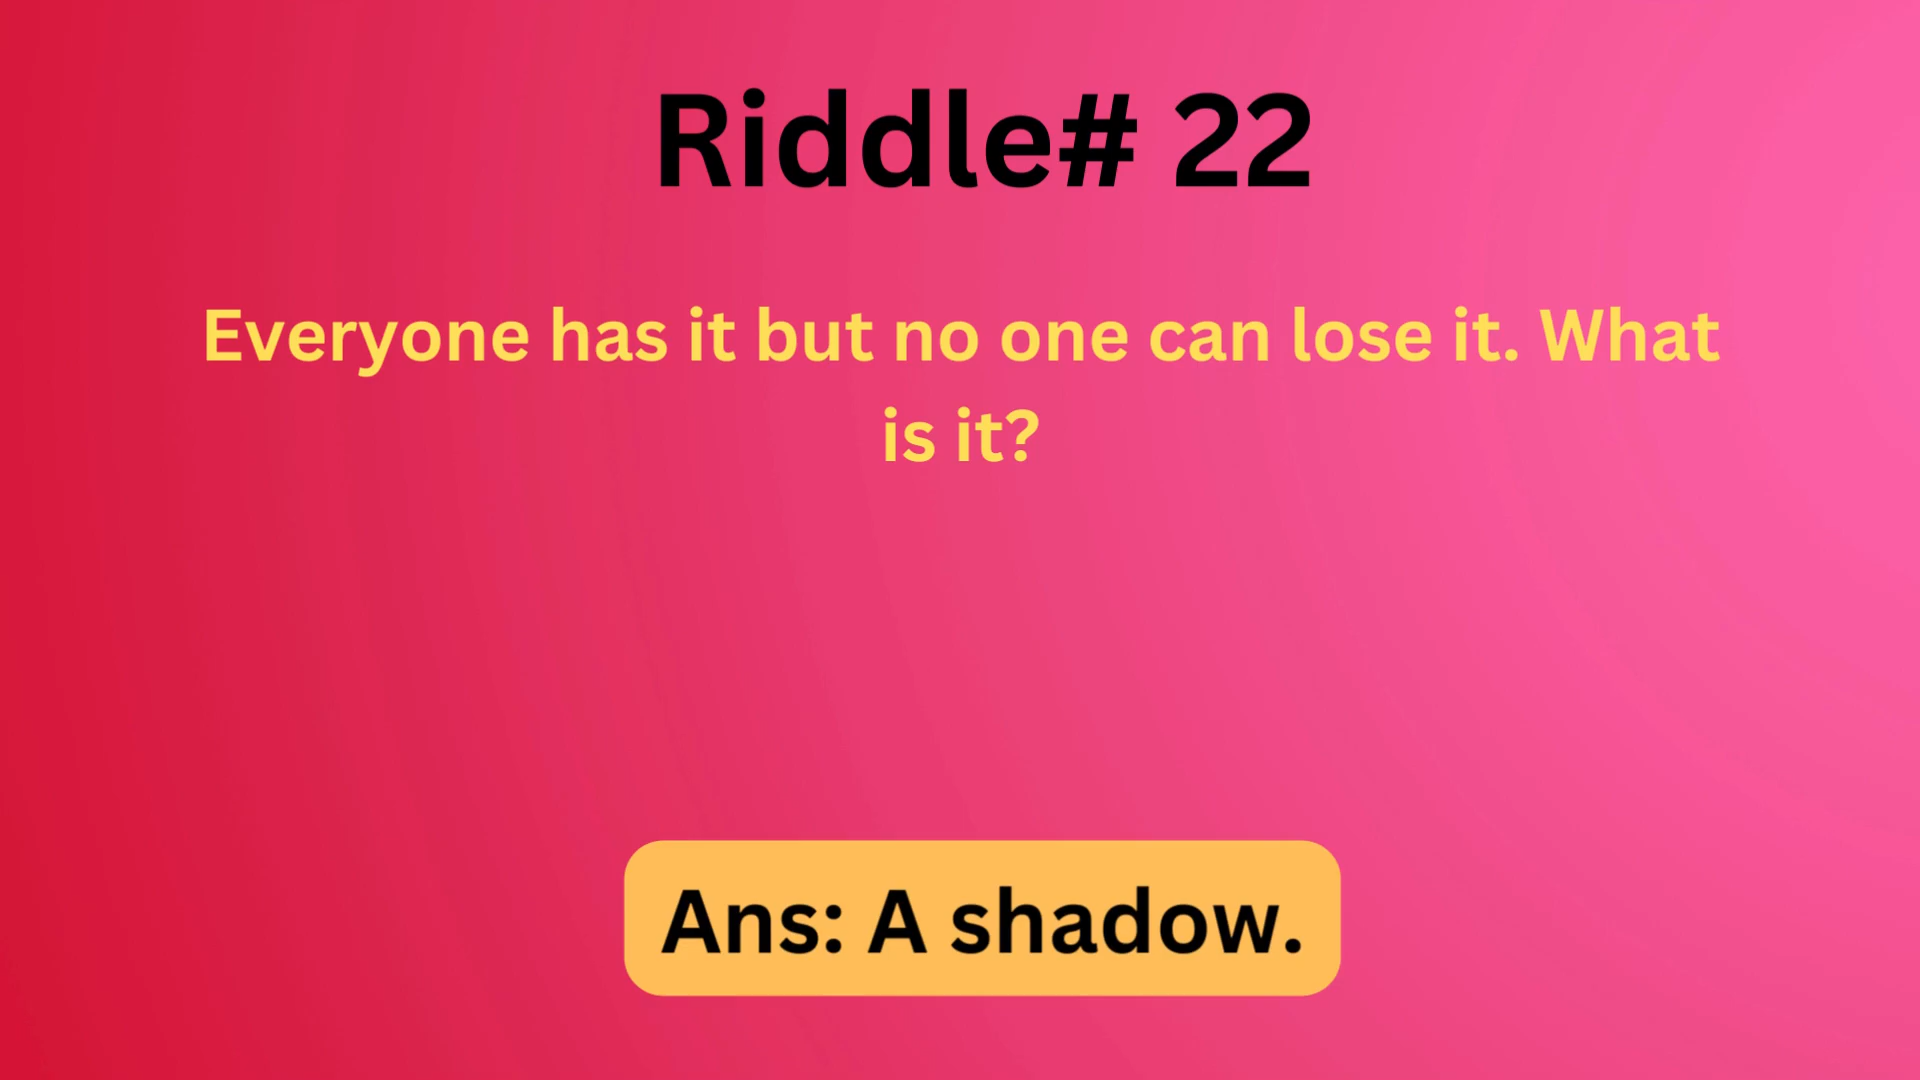 Riddle# 22
Everyone has it but no one can lose it. What
is it?
Ans: A shadow.